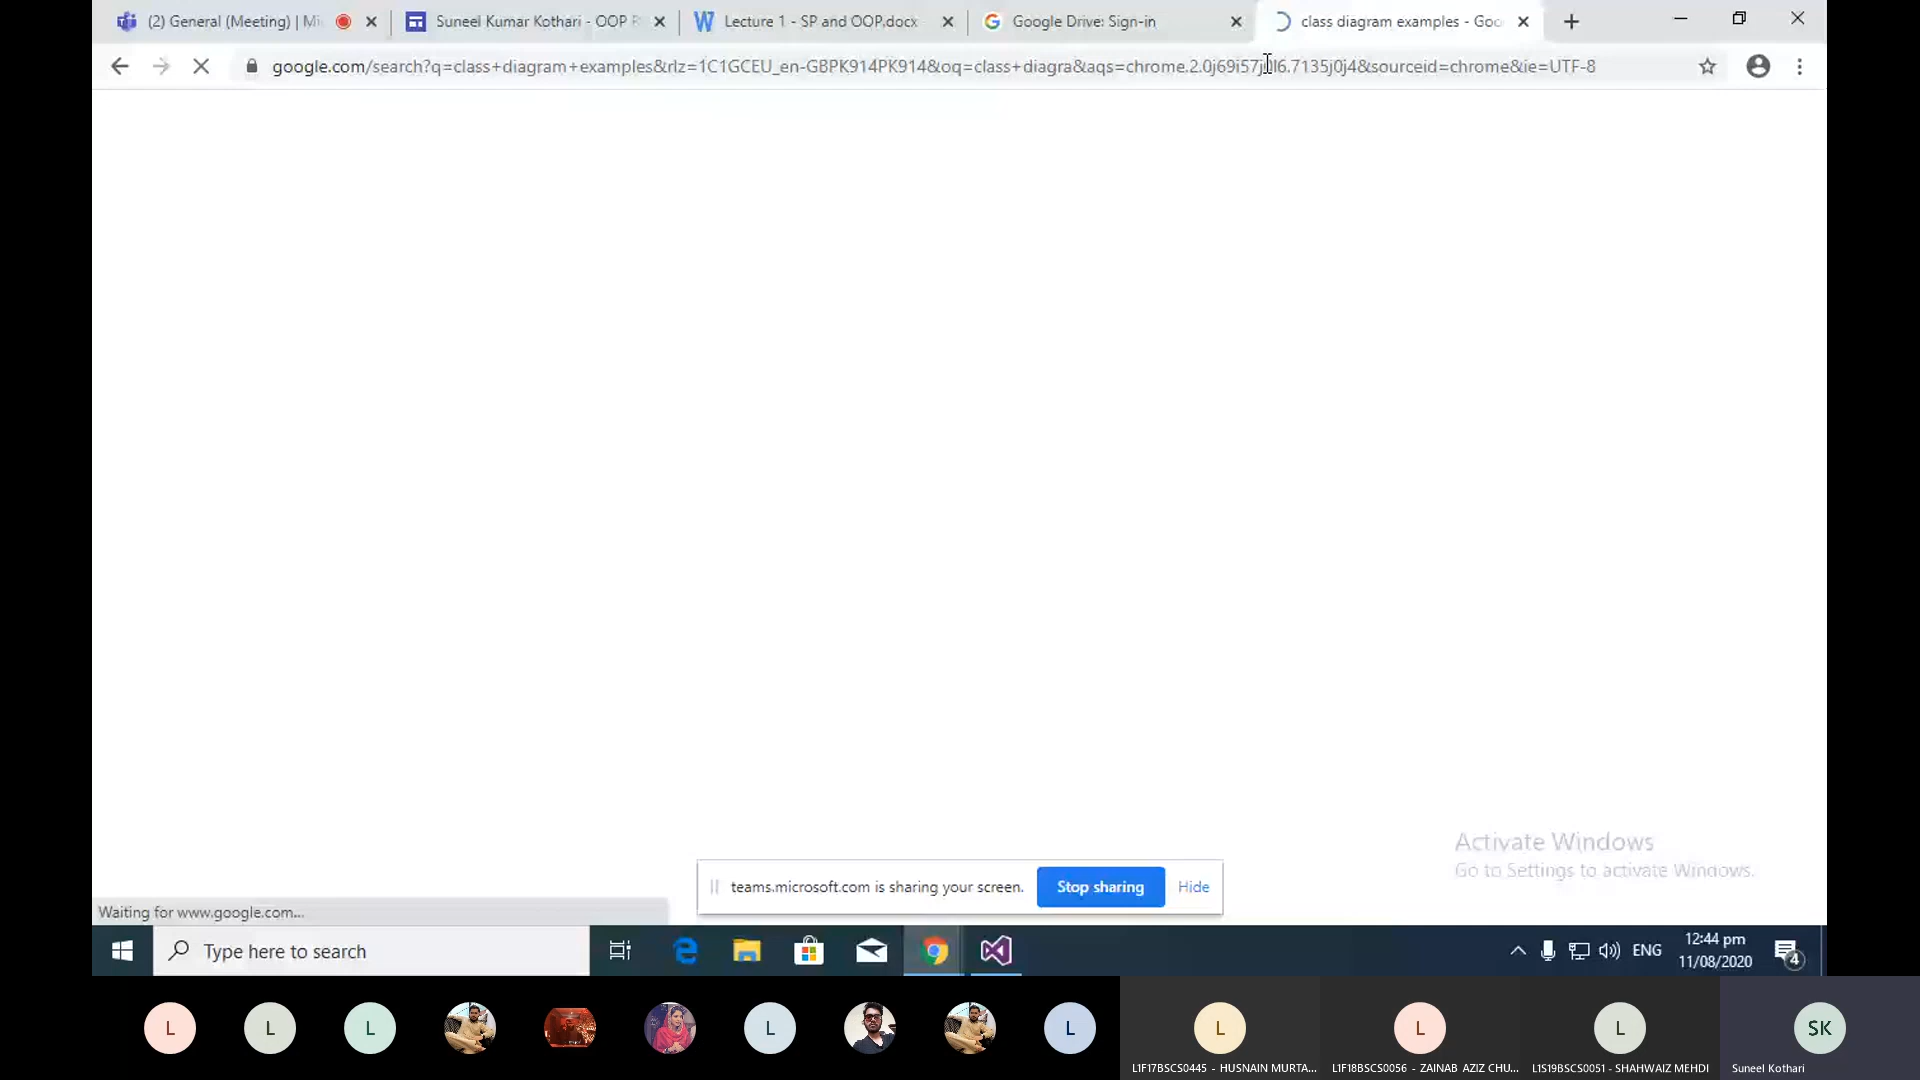 (2) General (Meeting) | Mi
Suneel Kumar Kothari - OOP
Lecture 1 - SP and OOP.docx
Google Drive: Sign-in
class diagram examples - Goo
google.com/search?q=class+diagram+examples&rlz=1C1GCEU_en-GBPK914PK914&oq=class+diagra&aqs=chrome.2.0j69i57j0l6.7135j0j4&sourceid=chrome&ie=UTF-8
Activate Windows
Go to Settings to activate Windows.
teams.microsoft.com is sharing your screen.
Stop sharing
Hide
Waiting for www.google.com...
Type here to search
ENG
12:44 pm
11/08/2020
4
L
L
L
L
L
L
L
L
SK
L1F17BSCS0445 - HUSNAIN MURTA...
L1F18BSCS0056 - ZAINAB AZIZ CHU...
L1S19BSCS0051 - SHAHWAIZ MEHDI
Suneel Kothari